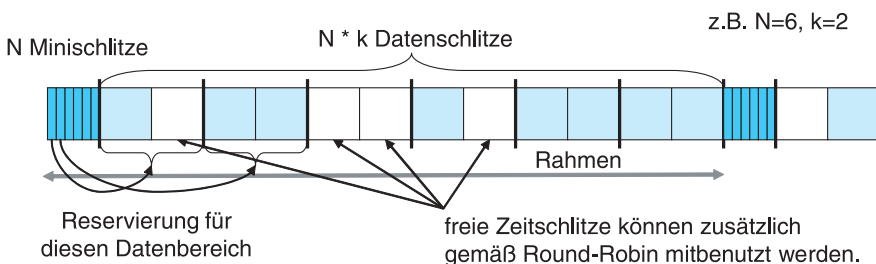 z.B. N=6, k=2
N Minischlitze
N * k Datenschlitze
Rahmen
Reservierung für
diesen Datenbereich
freie Zeitschlitze können zusätzlich
gemäß Round-Robin mitbenutzt werden.